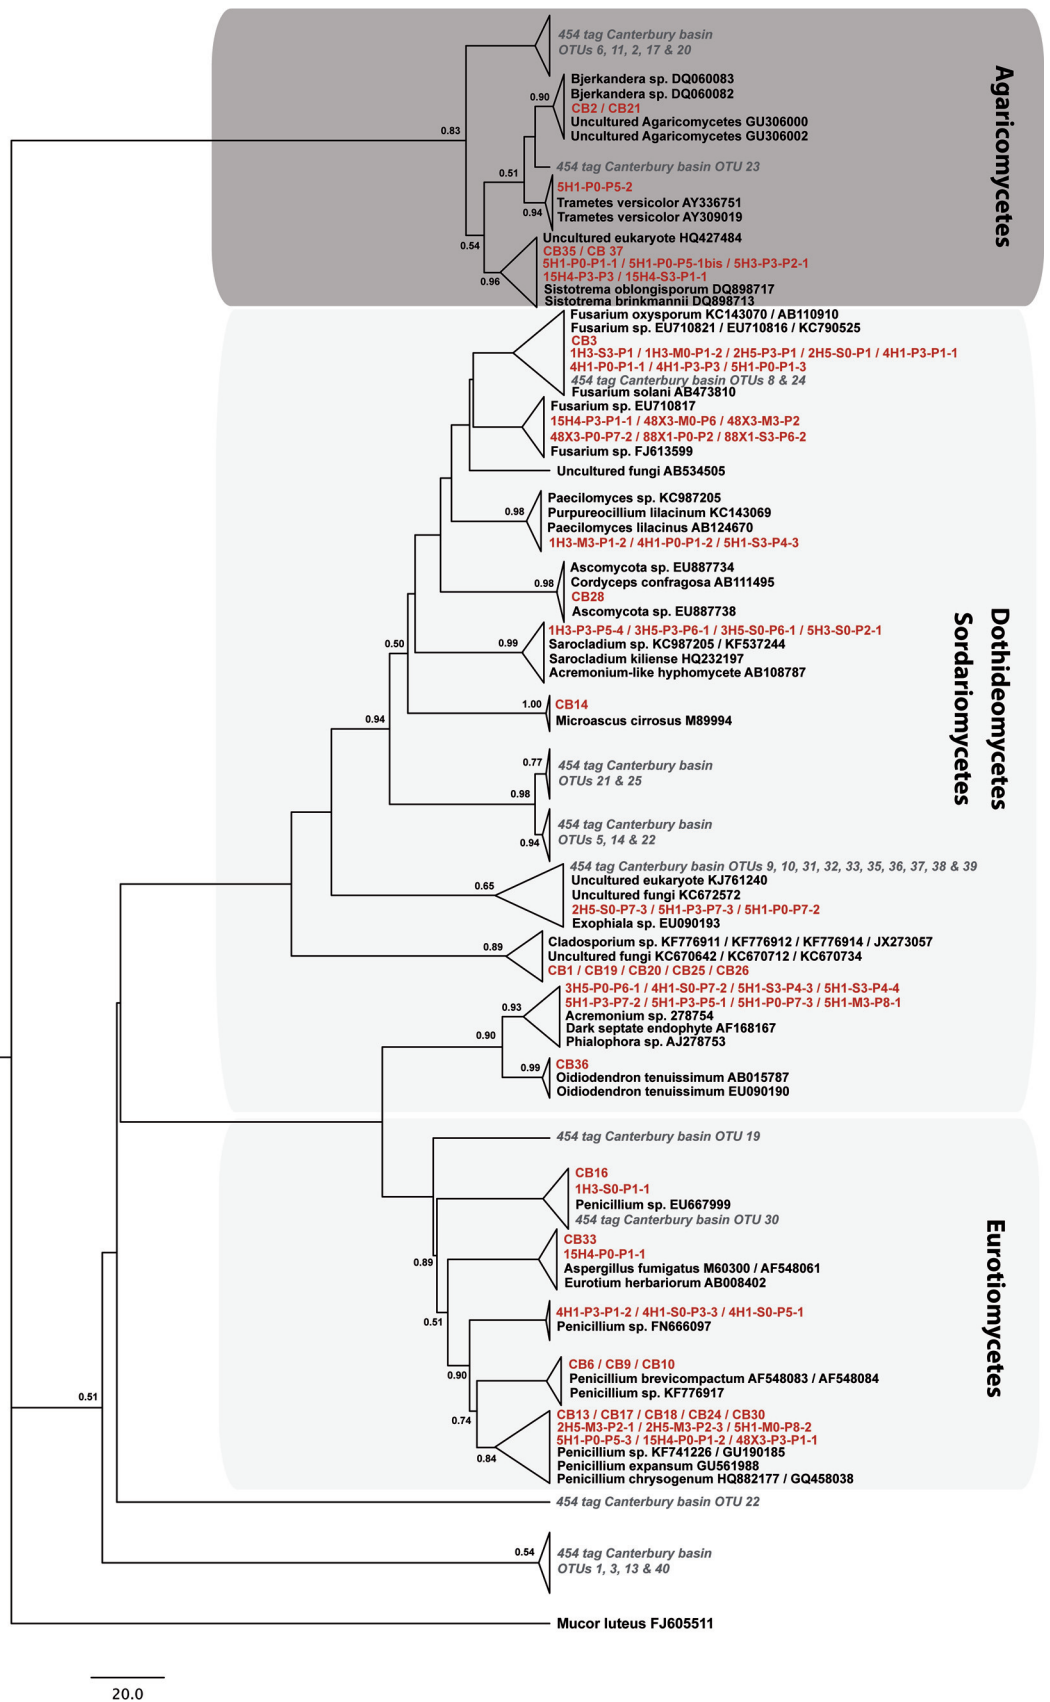 454 tag Canterbury basin
OTUs 6, 11, 2, 17 & 20
Bjerkandera sp. DQ060083
Bjerkandera sp. DQ060082
0.90
CB2 / CB21
Uncultured Agaricomycetes GU306000
0.83
Uncultured Agaricomycetes GU306002
454 tag Canterbury basin OTU 23
0.51
5H1-P0-P5-2
Trametes versicolor AY336751
0.94
Trametes versicolor AY309019
Agaricomycetes
Uncultured eukaryote HQ427484
0.54
CB35 / CB 37
5H1-P0-P1-1 / 5H1-P0-P5-1bis / 5H3-P3-P2-1
15H4-P3-P3 / 15H4-S3-P1-1
0.96
Sistotrema oblongisporum DQ898717
Sistotrema brinkmannii DQ898713
Fusarium oxysporum KC143070 / AB110910
Fusarium sp. EU710821 / EU710816 / KC790525
CB3
1H3-S3-P1 / 1H3-M0-P1-2 / 2H5-P3-P1 / 2H5-S0-P1 / 4H1-P3-P1-1
4H1-P0-P1-1 / 4H1-P3-P3 / 5H1-P0-P1-3
454 tag Canterbury basin OTUs 8 & 24
Fusarium solani AB473810
Fusarium sp. EU710817
15H4-P3-P1-1 / 48X3-M0-P6 / 48X3-M3-P2
48X3-P0-P7-2 / 88X1-P0-P2 / 88X1-S3-P6-2
Fusarium sp. FJ613599
Uncultured fungi AB534505
Paecilomyces sp. KC987205
0.98
Purpureocillium lilacinum KC143069
Paecilomyces lilacinus AB124670
1H3-M3-P1-2 / 4H1-P0-P1-2 / 5H1-S3-P4-3
Ascomycota sp. EU887734
0.98
Cordyceps confragosa AB111495
CB28
Ascomycota sp. EU887738
1H3-P3-P5-4 / 3H5-P3-P6-1 / 3H5-S0-P6-1 / 5H3-S0-P2-1
0.50
0.99
Sarocladium sp. KC987205 / KF537244
Sarocladium kiliense HQ232197
Acremonium-like hyphomycete AB108787
1.00
CB14
0.94
Microascus cirrosus M89994
Dothideomycetes
Sordariomycetes
0.77
454 tag Canterbury basin
OTUs 21 & 25
0.98
454 tag Canterbury basin
0.94
OTUs 5, 14 & 22
454 tag Canterbury basin OTUs 9, 10, 31, 32, 33, 35, 36, 37, 38 & 39
0.65
Uncultured eukaryote KJ761240
Uncultured fungi KC672572
2H5-S0-P7-3 / 5H1-P3-P7-3 / 5H1-P0-P7-2
Exophiala sp. EU090193
0.89
Cladosporium sp. KF776911 / KF776912 / KF776914 / JX273057
Uncultured fungi KC670642 / KC670712 / KC670734
CB1 / CB19 / CB20 / CB25 / CB26
3H5-P0-P6-1 / 4H1-S0-P7-2 / 5H1-S3-P4-3 / 5H1-S3-P4-4
0.93
5H1-P3-P7-2 / 5H1-P3-P5-1 / 5H1-P0-P7-3 / 5H1-M3-P8-1
Acremonium sp. 278754
0.90
Dark septate endophyte AF168167
Phialophora sp. AJ278753
0.99
CB36
Oidiodendron tenuissimum AB015787
Oidiodendron tenuissimum EU090190
454 tag Canterbury basin OTU 19
CB16
1H3-S0-P1-1
Penicillium sp. EU667999
454 tag Canterbury basin OTU 30
CB33
0.89
15H4-P0-P1-1
Aspergillus fumigatus M60300 / AF548061
Eurotium herbariorum AB008402
Eurotiomycetes
0.51
4H1-P3-P1-2 / 4H1-S0-P3-3 / 4H1-S0-P5-1
Penicillium sp. FN666097
0.90
CB6 / CB9 / CB10
Penicillium brevicompactum AF548083 / AF548084
Penicillium sp. KF776917
0.74
CB13 / CB17 / CB18 / CB24 / CB30
2H5-M3-P2-1 / 2H5-M3-P2-3 / 5H1-M0-P8-2
5H1-P0-P5-3 / 15H4-P0-P1-2 / 48X3-P3-P1-1
0.84
Penicillium sp. KF741226 / GU190185
Penicillium expansum GU561988
Penicillium chrysogenum HQ882177 / GQ458038
0.51
454 tag Canterbury basin OTU 22
0.54
454 tag Canterbury basin
OTUs 1, 3, 13 & 40
Mucor luteus FJ605511
20.0